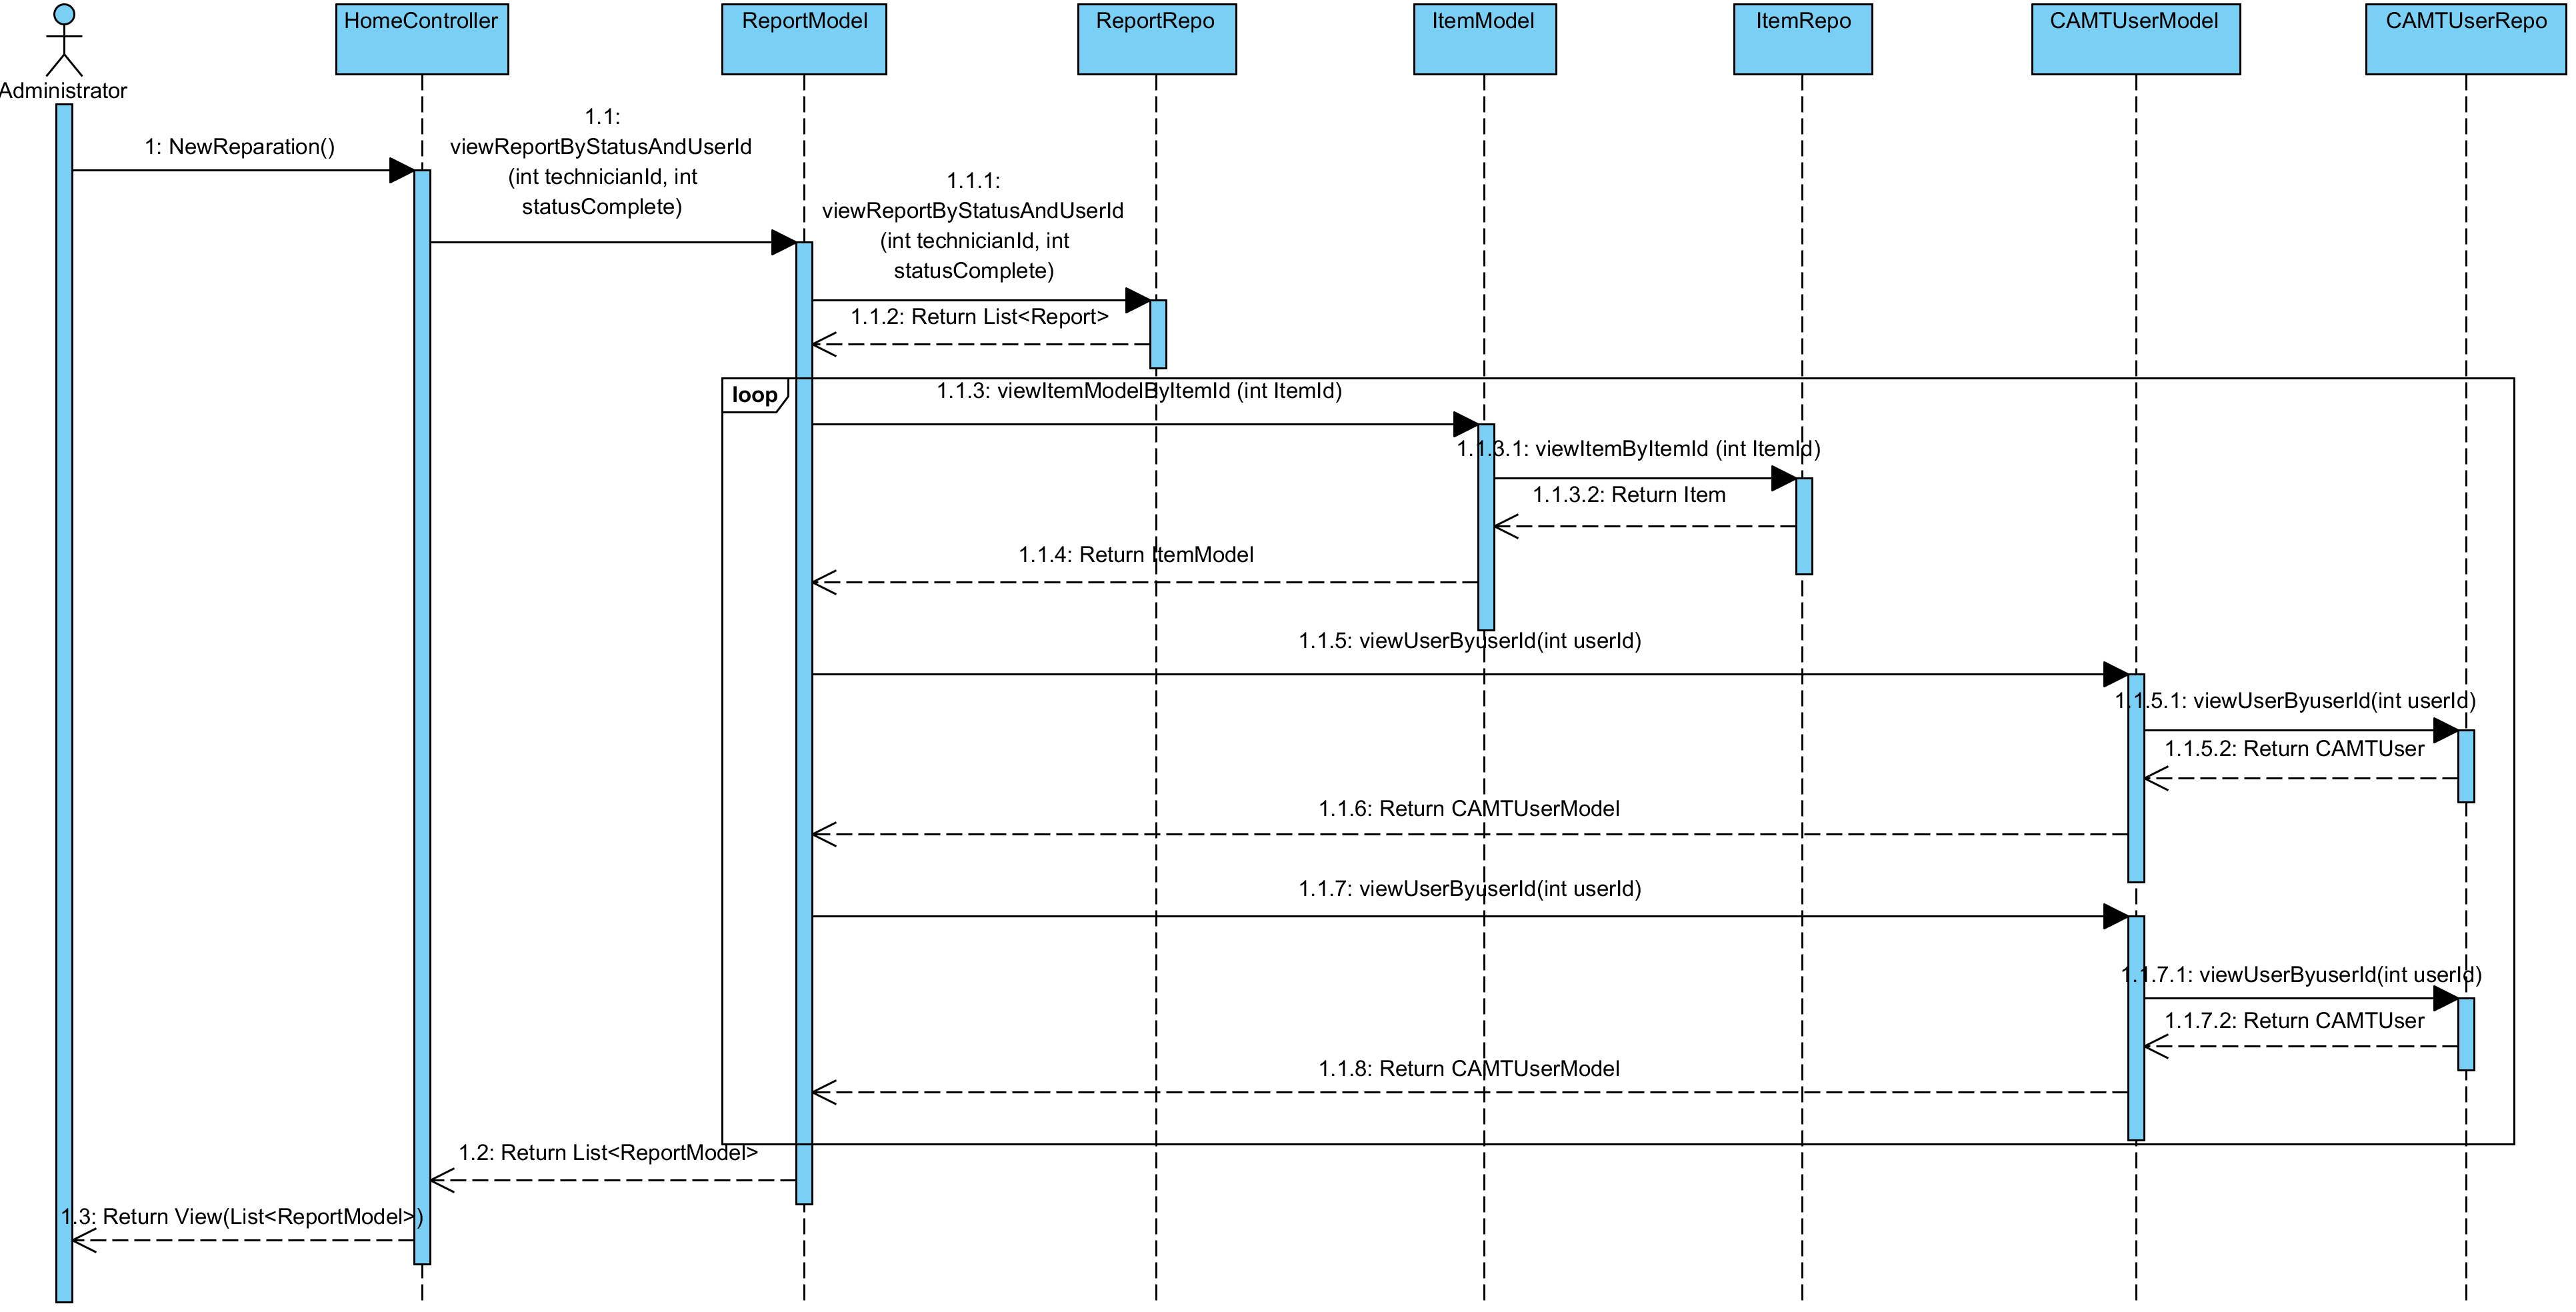 HomeController
ReportModel
ReportRepo
ItemModel
ItemRepo
CAMTUserModel
CAMTUserRepo
Administrator
1: NewReparation()
1.1:
viewReportByStatusAndUserId
(int technicianId, int
statusComplete)
1.1.1:
viewReportByStatusAndUserId
(int technicianId, int
statusComplete)
1.1.2: Return List<Report>
loop
1.1.3: viewItemModelByItemId (int ItemId)
1.1.3.1: viewItemByItemId (int ItemId)
1.1.3.2: Return Item
1.1.4: Return ItemModel
1.1.5: viewUserByuserId(int userId)
1.1.5.1: viewUserByuserId(int userId)
1.1.5.2: Return CAMTUser
1.1.6: Return CAMTUserModel
1.1.7: viewUserByuserId(int userId)
1.1.7.1: viewUserByuserId(int userId)
1.1.7.2: Return CAMTUser
1.1.8: Return CAMTUserModel
1.2: Return List<ReportModel>
1.3: Return View(List<ReportModel>)